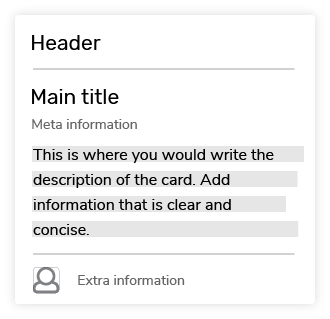 Header
Main title
Meta information
This is where you would write the
description of the card. Add
information that is clear and
concise.
Extra information